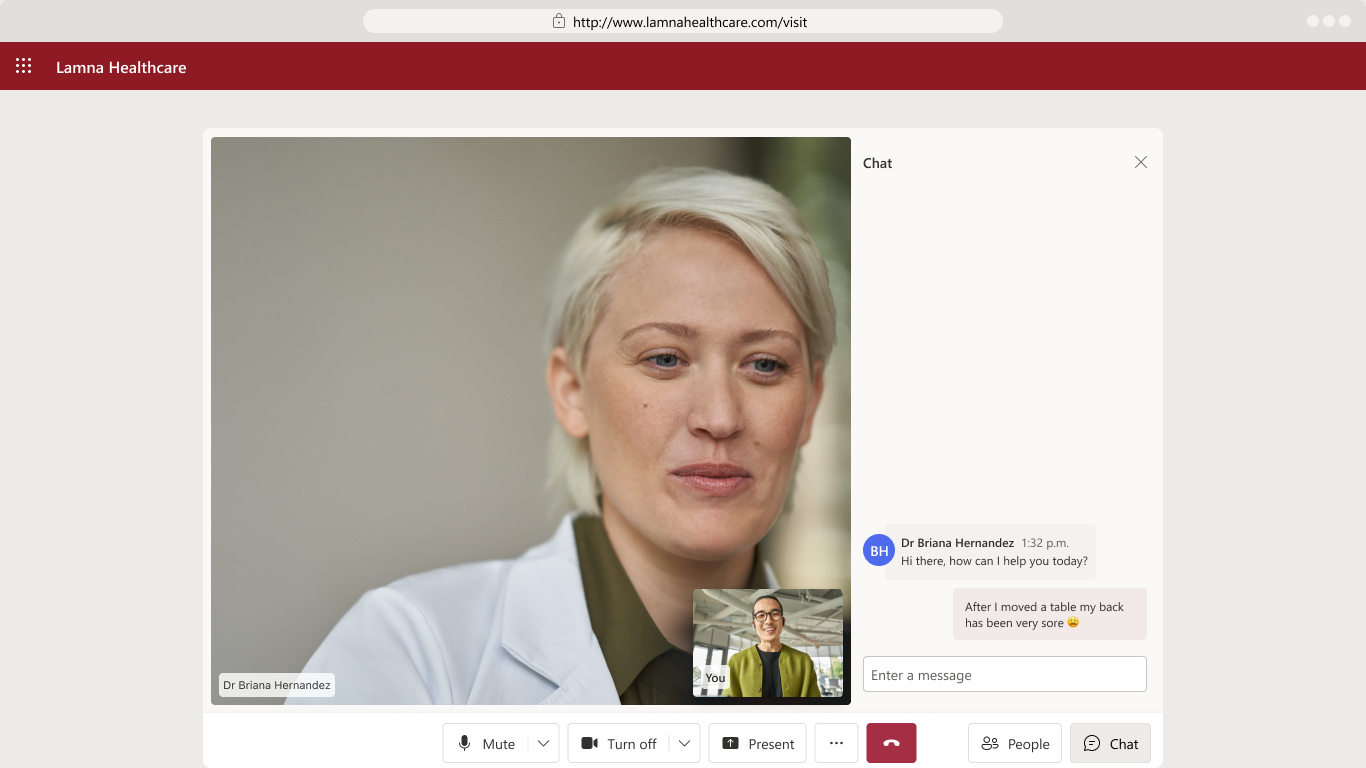 http://www.lamnahealthcare.com/visit
Lamna Healthcare
Chat
BH
Dr Briana Hernandez 1:32 p.m.
Hi there, how can I help you today?
After I moved a table my back
has been very sore 😩
Enter a message
Dr Briana Hernandez
You
Mute
Turn off
Present
People
Chat